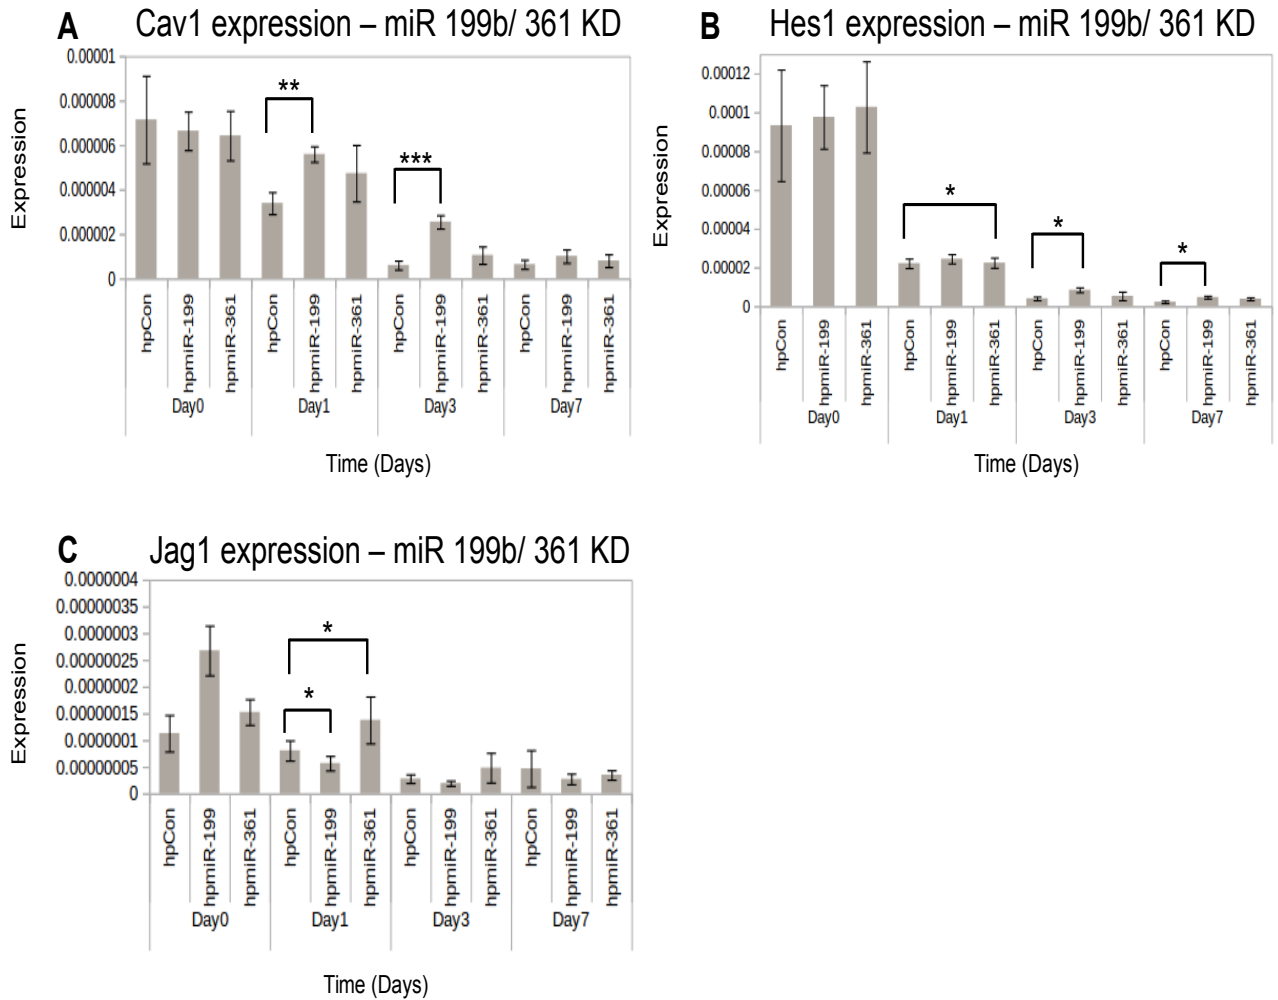 A Cav1 expression – miR 199b/ 361 KD
0.00001
0.000008
0.000006
0.000004
0.000002
0
Expression
**
***
hpCon hpmiR-199 hpmiR-361 hpCon hpmiR-199 hpmiR-361 hpCon hpmiR-199 hpmiR-361 hpCon hpmiR-199 hpmiR-361
Day0 Day1 Day3 Day7
Time (Days)
B Hes1 expression – miR 199b/ 361 KD
0.00012
0.0001
0.00008
0.00006
0.00004
0.00002
0
Expression
*
*
*
hpCon hpmiR-199 hpmiR-361 hpCon hpmiR-199 hpmiR-361 hpCon hpmiR-199 hpmiR-361 hpCon hpmiR-199 hpmiR-361
Day0 Day1 Day3 Day7
Time (Days)
C Jag1 expression – miR 199b/ 361 KD
0.0000004
0.00000035
0.0000003
0.00000025
0.0000002
0.00000015
0.0000001
0.00000005
0
Expression
*
*
hpCon hpmiR-199 hpmiR-361 hpCon hpmiR-199 hpmiR-361 hpCon hpmiR-199 hpmiR-361 hpCon hpmiR-199 hpmiR-361
Day0 Day1 Day3 Day7
Time (Days)